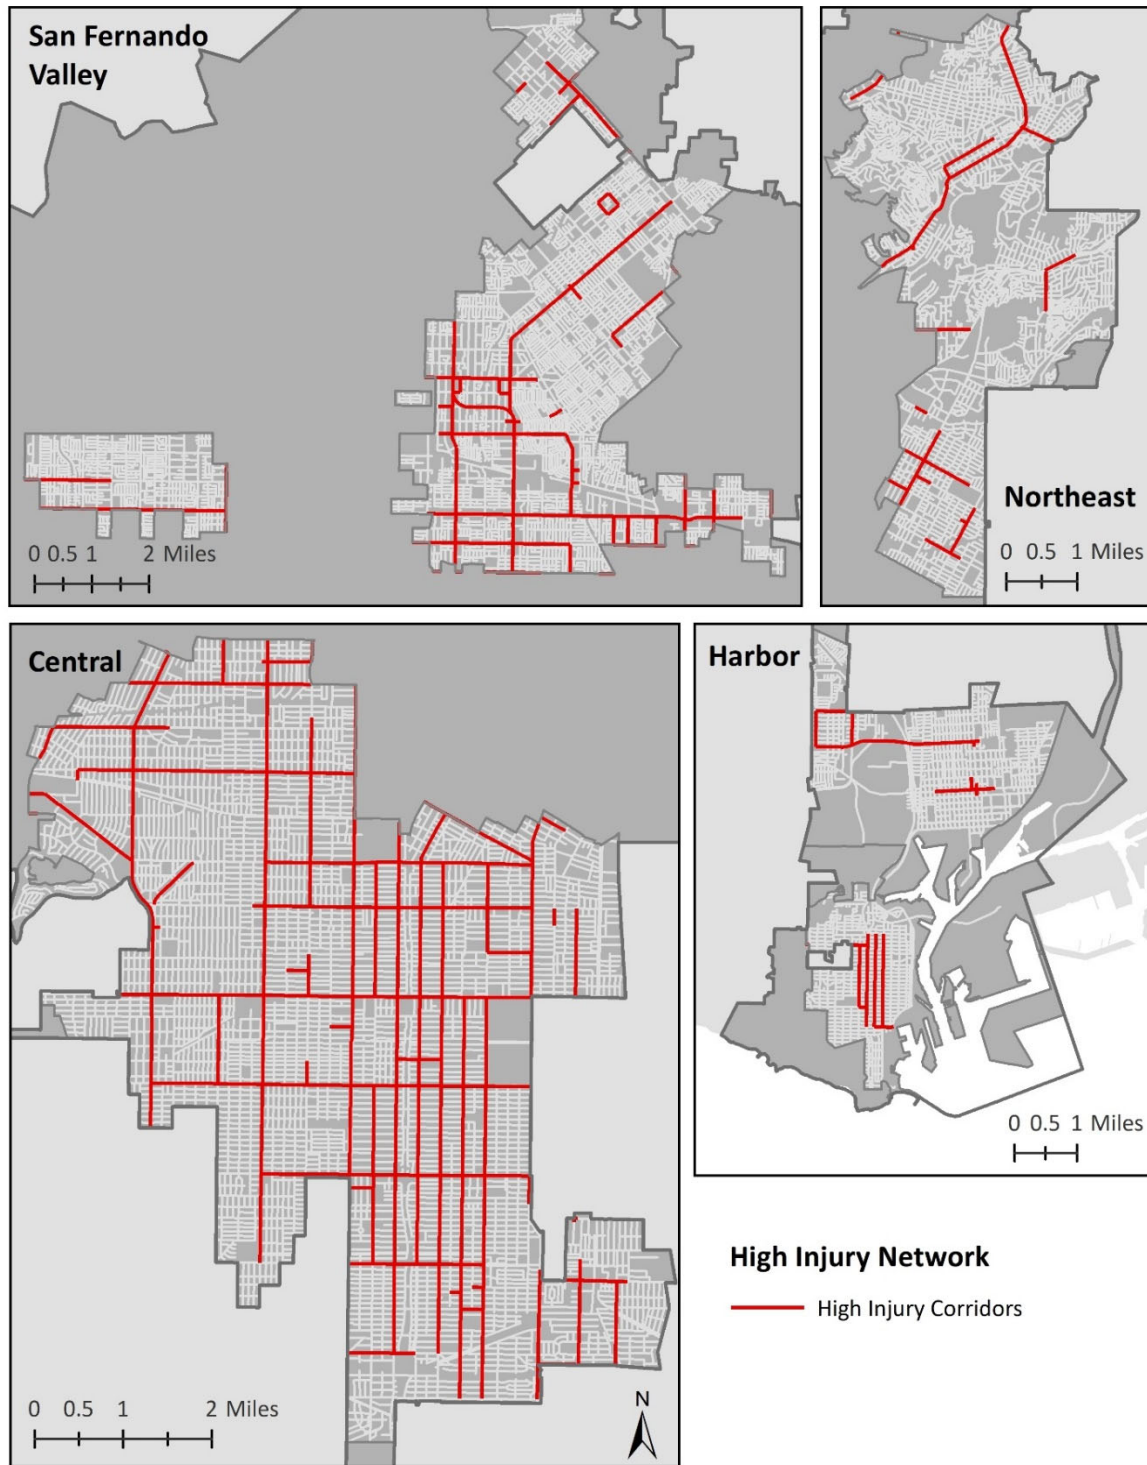 San Fernando
Valley
0 0.5 1 2 Miles
Northeast
0 0.5 1 Miles
Central
0 0.5 1 2 Miles
N
Harbor
0 0.5 1 Miles
High Injury Network
High Injury Corridors